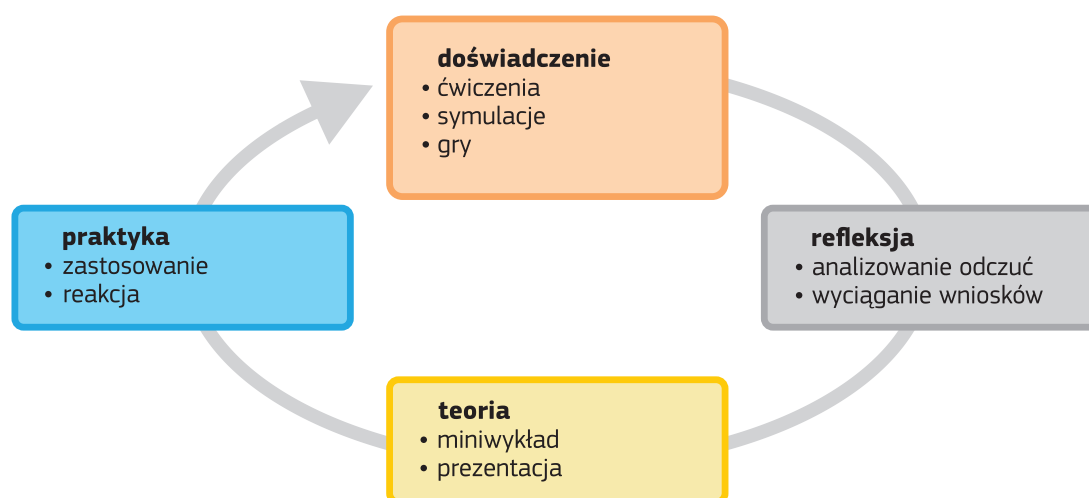 doświadczenie
• ćwiczenia
• symulacje
• gry
refleksja
• analizowanie odczuć
• wyciąganie wniosków
teoria
• miniwykład
• prezentacja
praktyka
• zastosowanie
• reakcja